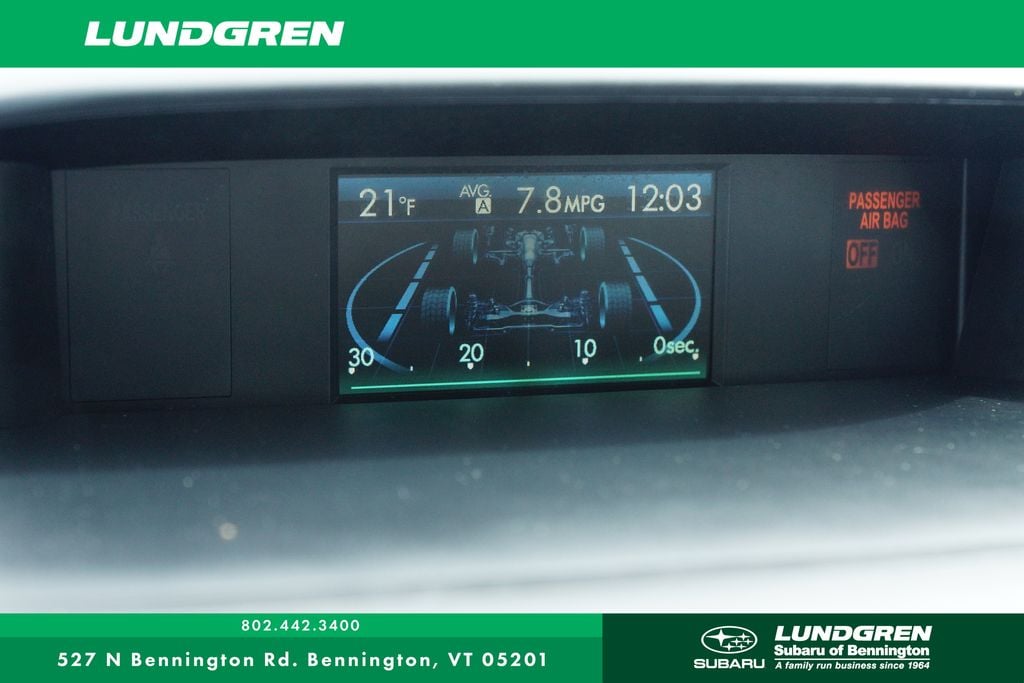 LUNDGREN
21°F AVG. A 7.8MPG 12:03
30 20 10 0sec.
PASSENGER
AIR BAG
OFF
802.442.3400
527 N Bennington Rd. Bennington, VT 05201
SUBARU
LUNDGREN
Subaru of Bennington
A family run business since 1964